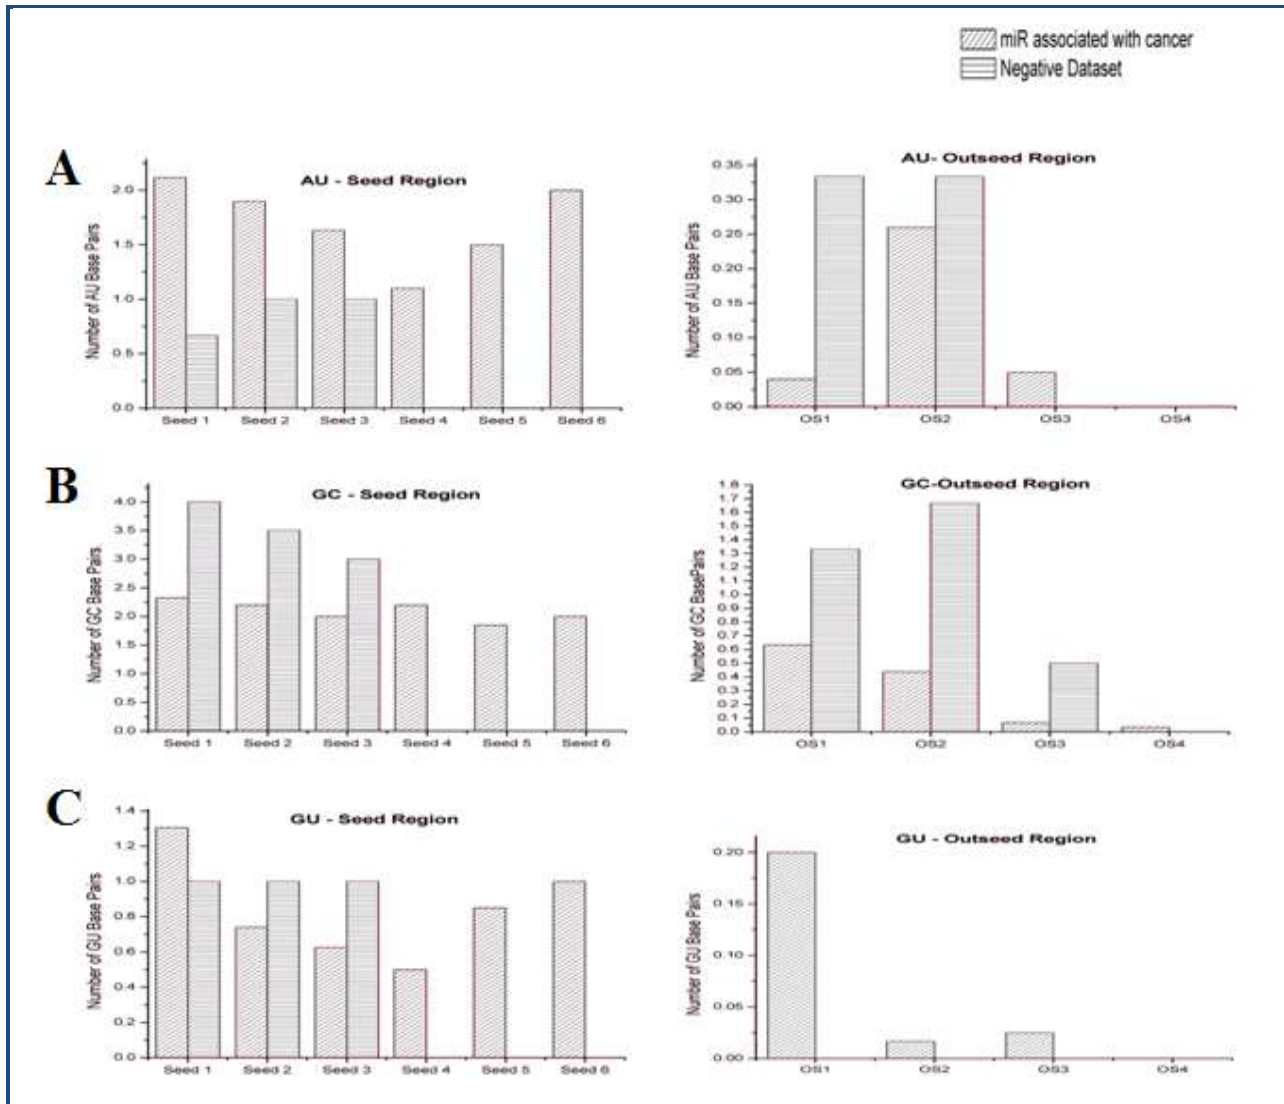 miR associated with cancer
Negative Dataset
A
AU - Seed Region
Number of AU Base Pairs
2.0
1.5
1.0
0.5
0.0
Seed 1 Seed 2 Seed 3 Seed 4 Seed 5 Seed 6
AU- Outseed Region
Number of AU Base Pairs
0.35
0.30
0.25
0.20
0.15
0.10
0.05
0.00
OS1 OS2 OS3 OS4
B
GC - Seed Region
Number of GC Base Pairs
4.0
3.5
3.0
2.5
2.0
1.5
1.0
0.5
0.0
Seed 1 Seed 2 Seed 3 Seed 4 Seed 5 Seed 6
GC-Outseed Region
Number of GC BasePairs
1.8
1.7
1.6
1.5
1.4
1.3
1.2
1.1
1.0
0.9
0.8
0.7
0.6
0.5
0.4
0.3
0.2
0.1
0.0
OS1 OS2 OS3 OS4
C
GU - Seed Region
Number of GU Base Pairs
1.4
1.2
1.0
0.8
0.6
0.4
0.2
0.0
Seed 1 Seed 2 Seed 3 Seed 4 Seed 5 Seed 6
GU - Outseed Region
Number of GU Base Pairs
0.20
0.15
0.10
0.05
0.00
OS1 OS2 OS3 OS4